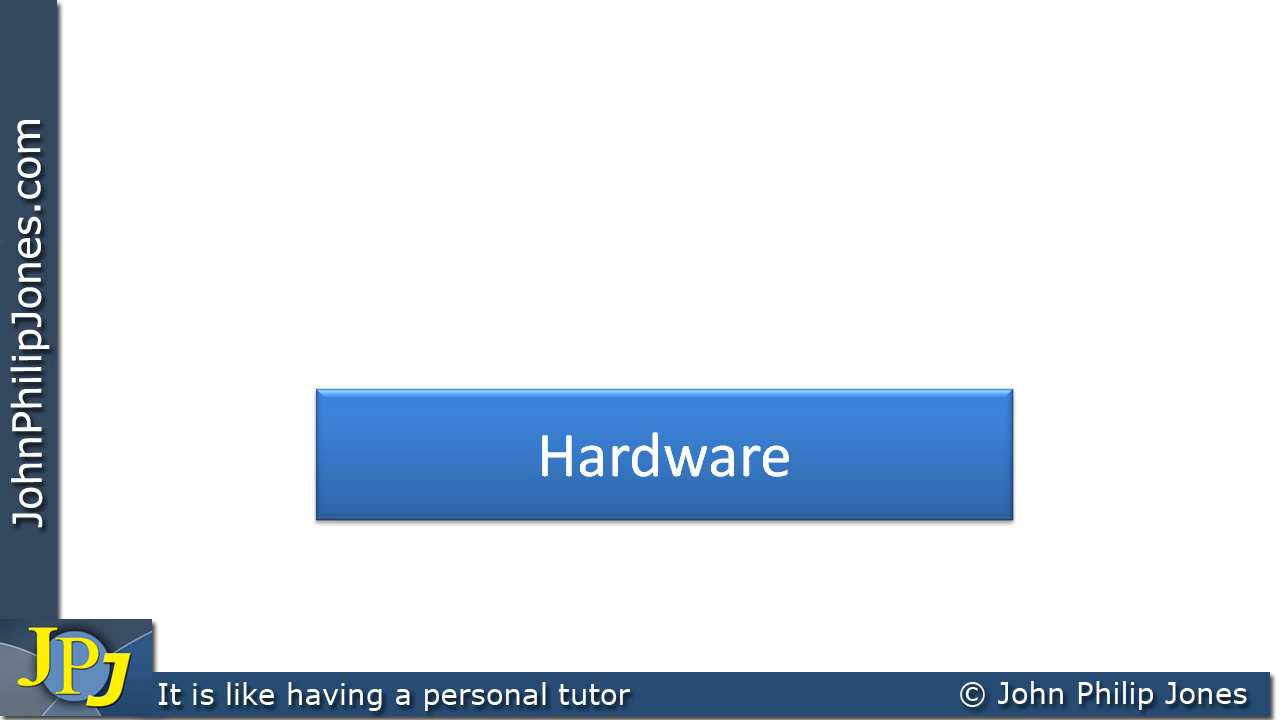 JohnPhilipJones.com
Hardware
JPJ
It is like having a personal tutor
© John Philip Jones